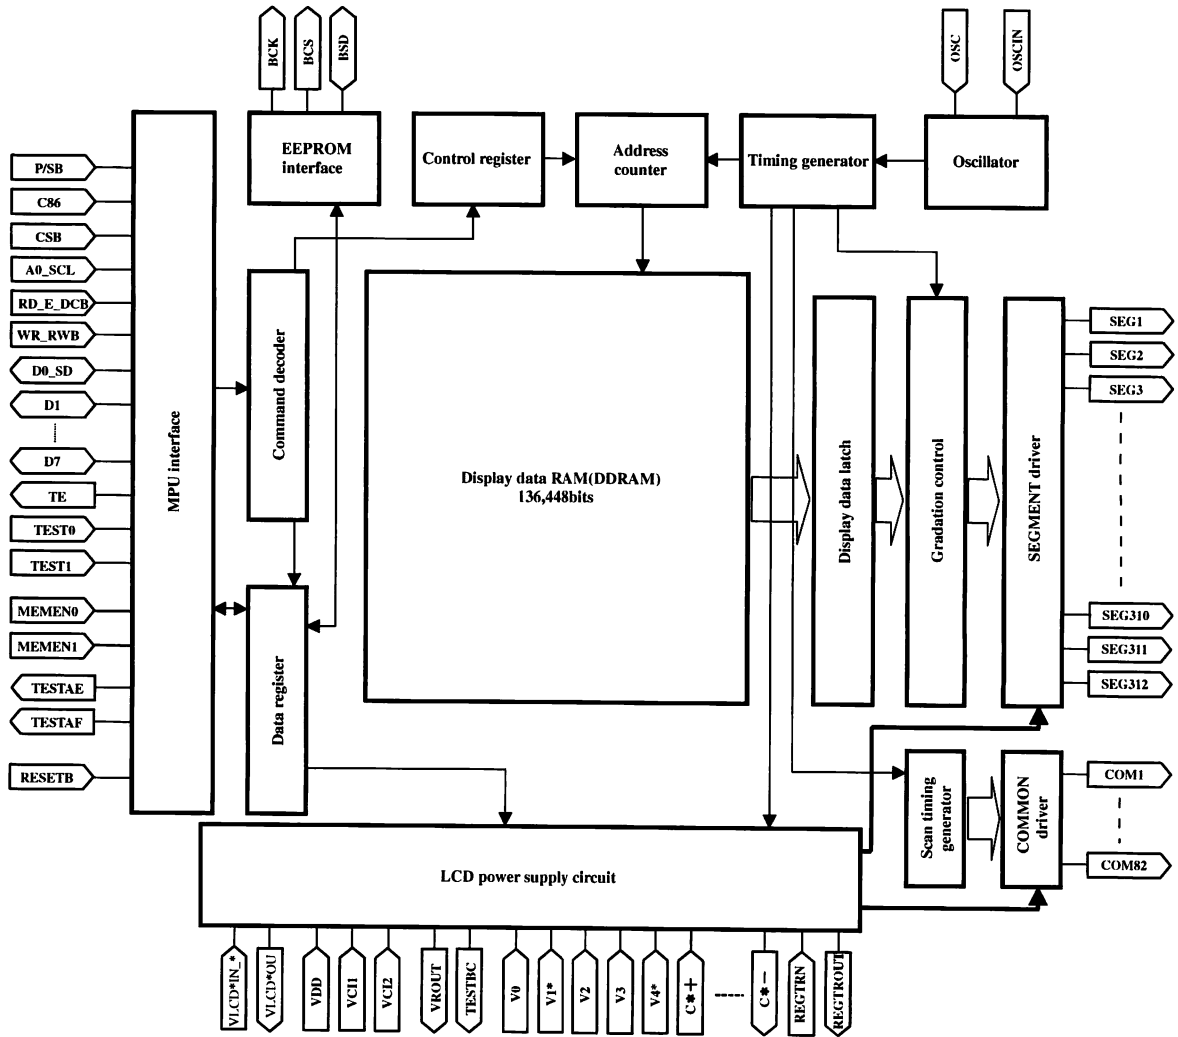 BCK
BCS
BSD
OSC
OSCIN
EEPROM
interface
Control register
Address
counter
Timing generator
Oscillator
P/SB
C86
CSB
A0_SCL
RD_E_DCB
WR_RWB
D0_SD
D1
D7
TE
TEST0
TEST1
MEMEN0
MEMEN1
TESTAE
TESTAF
RESETB
MPU interface
Command decoder
Data register
Display data RAM(DDRAM)
136,448bits
Display data latch
Gradation control
SEGMENT driver
SEG1
SEG2
SEG3
SEG310
SEG311
SEG312
Scan timing
generator
COMMON
driver
COM1
COM82
LCD power supply circuit
VLCD*IN_*
VLCD*OU
VDD
VCI1
VCI2
VROUT
TESTBC
V0
V1*
V2
V3
V4*
C*+
C*−
REGTRN
REGTROUT